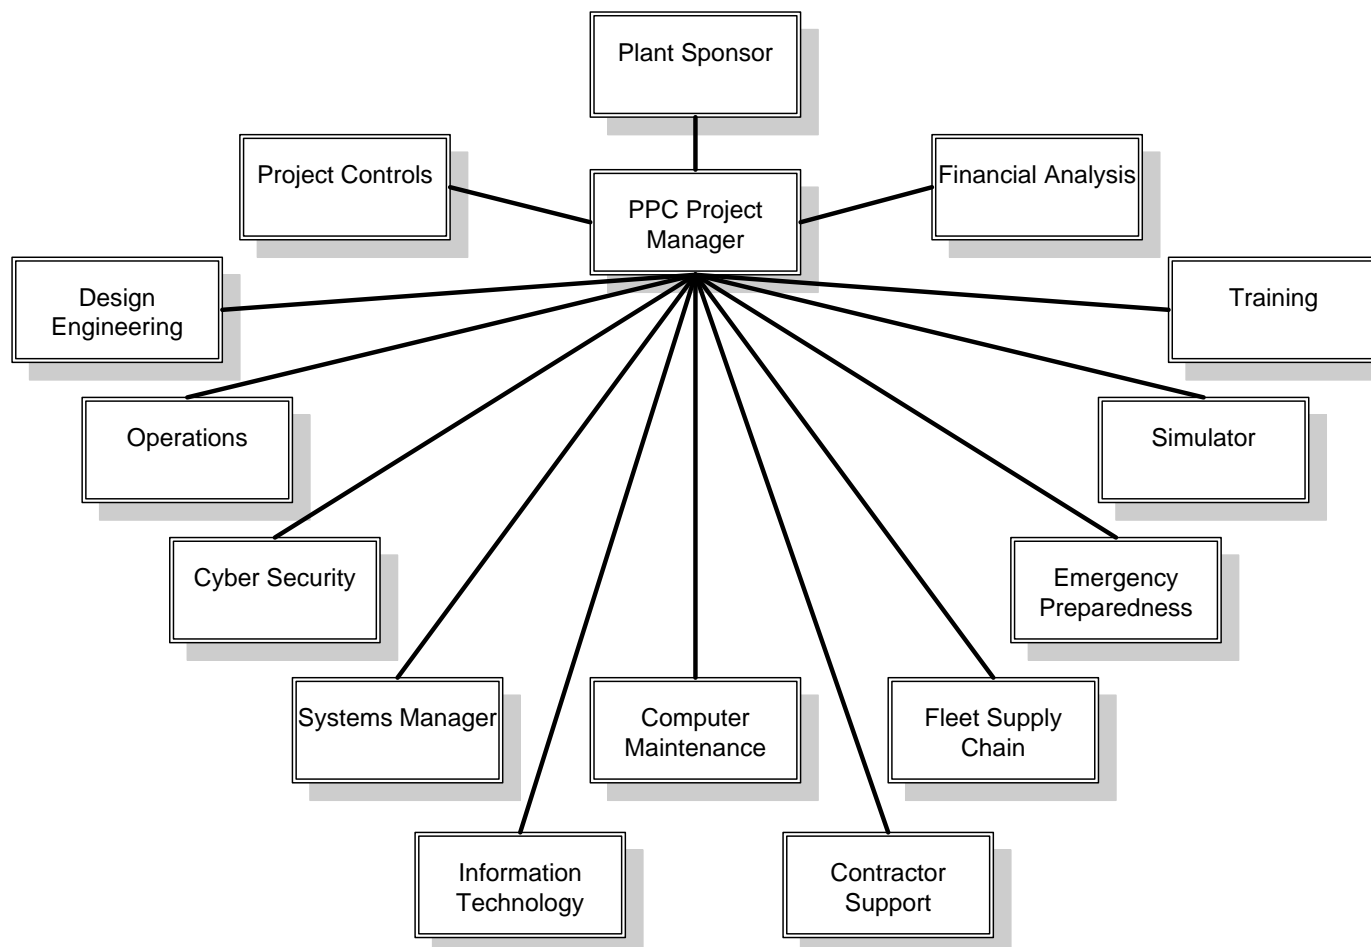 Plant Sponsor
Project Controls
PPC Project
Manager
Financial Analysis
Design
Engineering
Training
Operations
Simulator
Cyber Security
Emergency
Preparedness
Systems Manager
Computer
Maintenance
Fleet Supply
Chain
Information
Technology
Contractor
Support